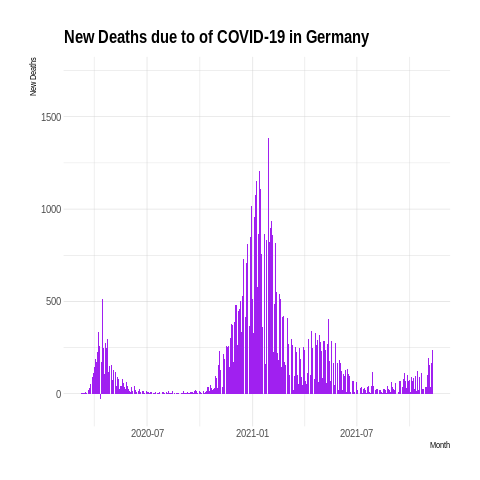 New Deaths due to of COVID-19 in Germany
New Deaths
1500
1000
500
0
2020-07
2021-01
2021-07
Month